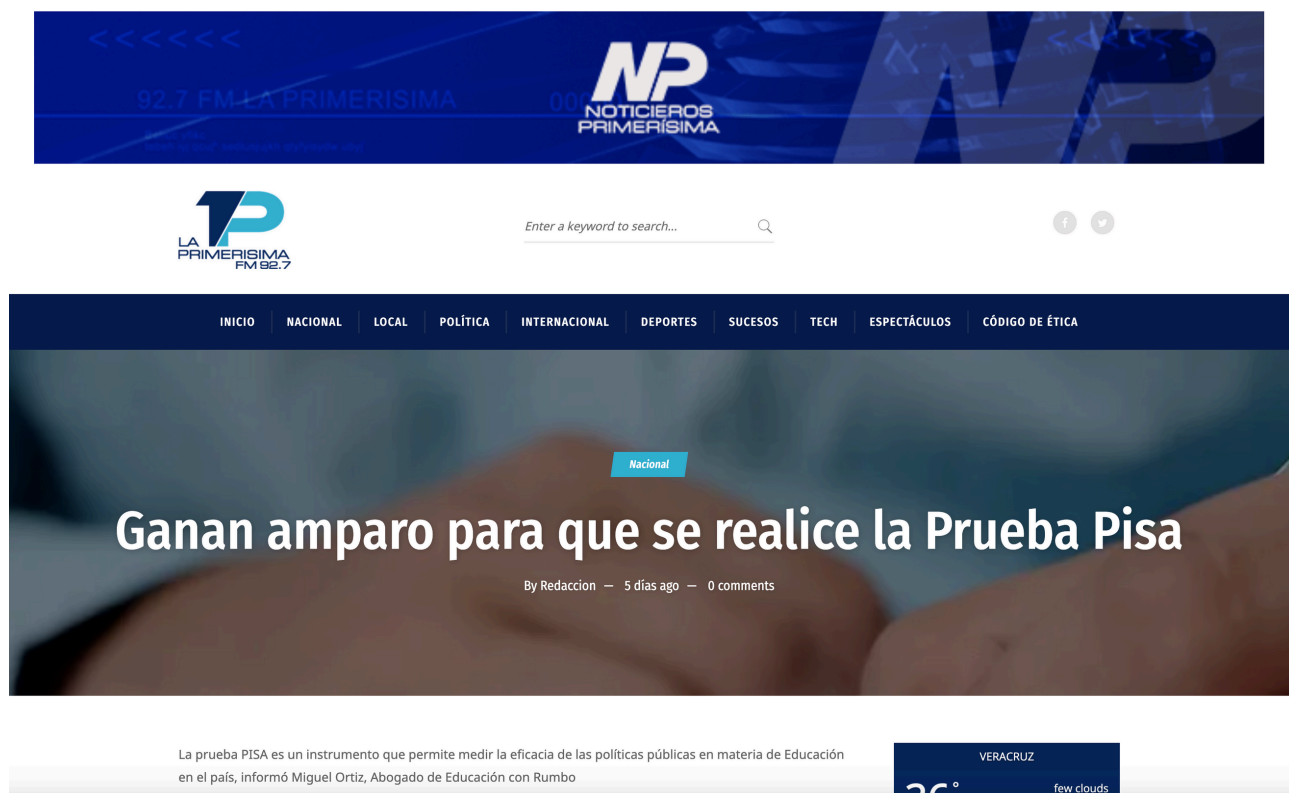 <<<<<<
92.7 FM LA PRIMERISIMA
NP
NOTICIEROS
PRIMERÍSIMA
1P
LA
PRIMERISIMA
FM 92.7
Enter a keyword to search...
INICIO NACIONAL LOCAL POLÍTICA INTERNACIONAL DEPORTES SUCESOS TECH ESPECTÁCULOS CÓDIGO DE ÉTICA
Nacional
Ganan amparo para que se realice la Prueba Pisa
By Redaccion — 5 días ago — 0 comments
La prueba PISA es un instrumento que permite medir la eficacia de las políticas públicas en materia de Educación
en el país, informó Miguel Ortiz, Abogado de Educación con Rumbo
VERACRUZ
few clouds